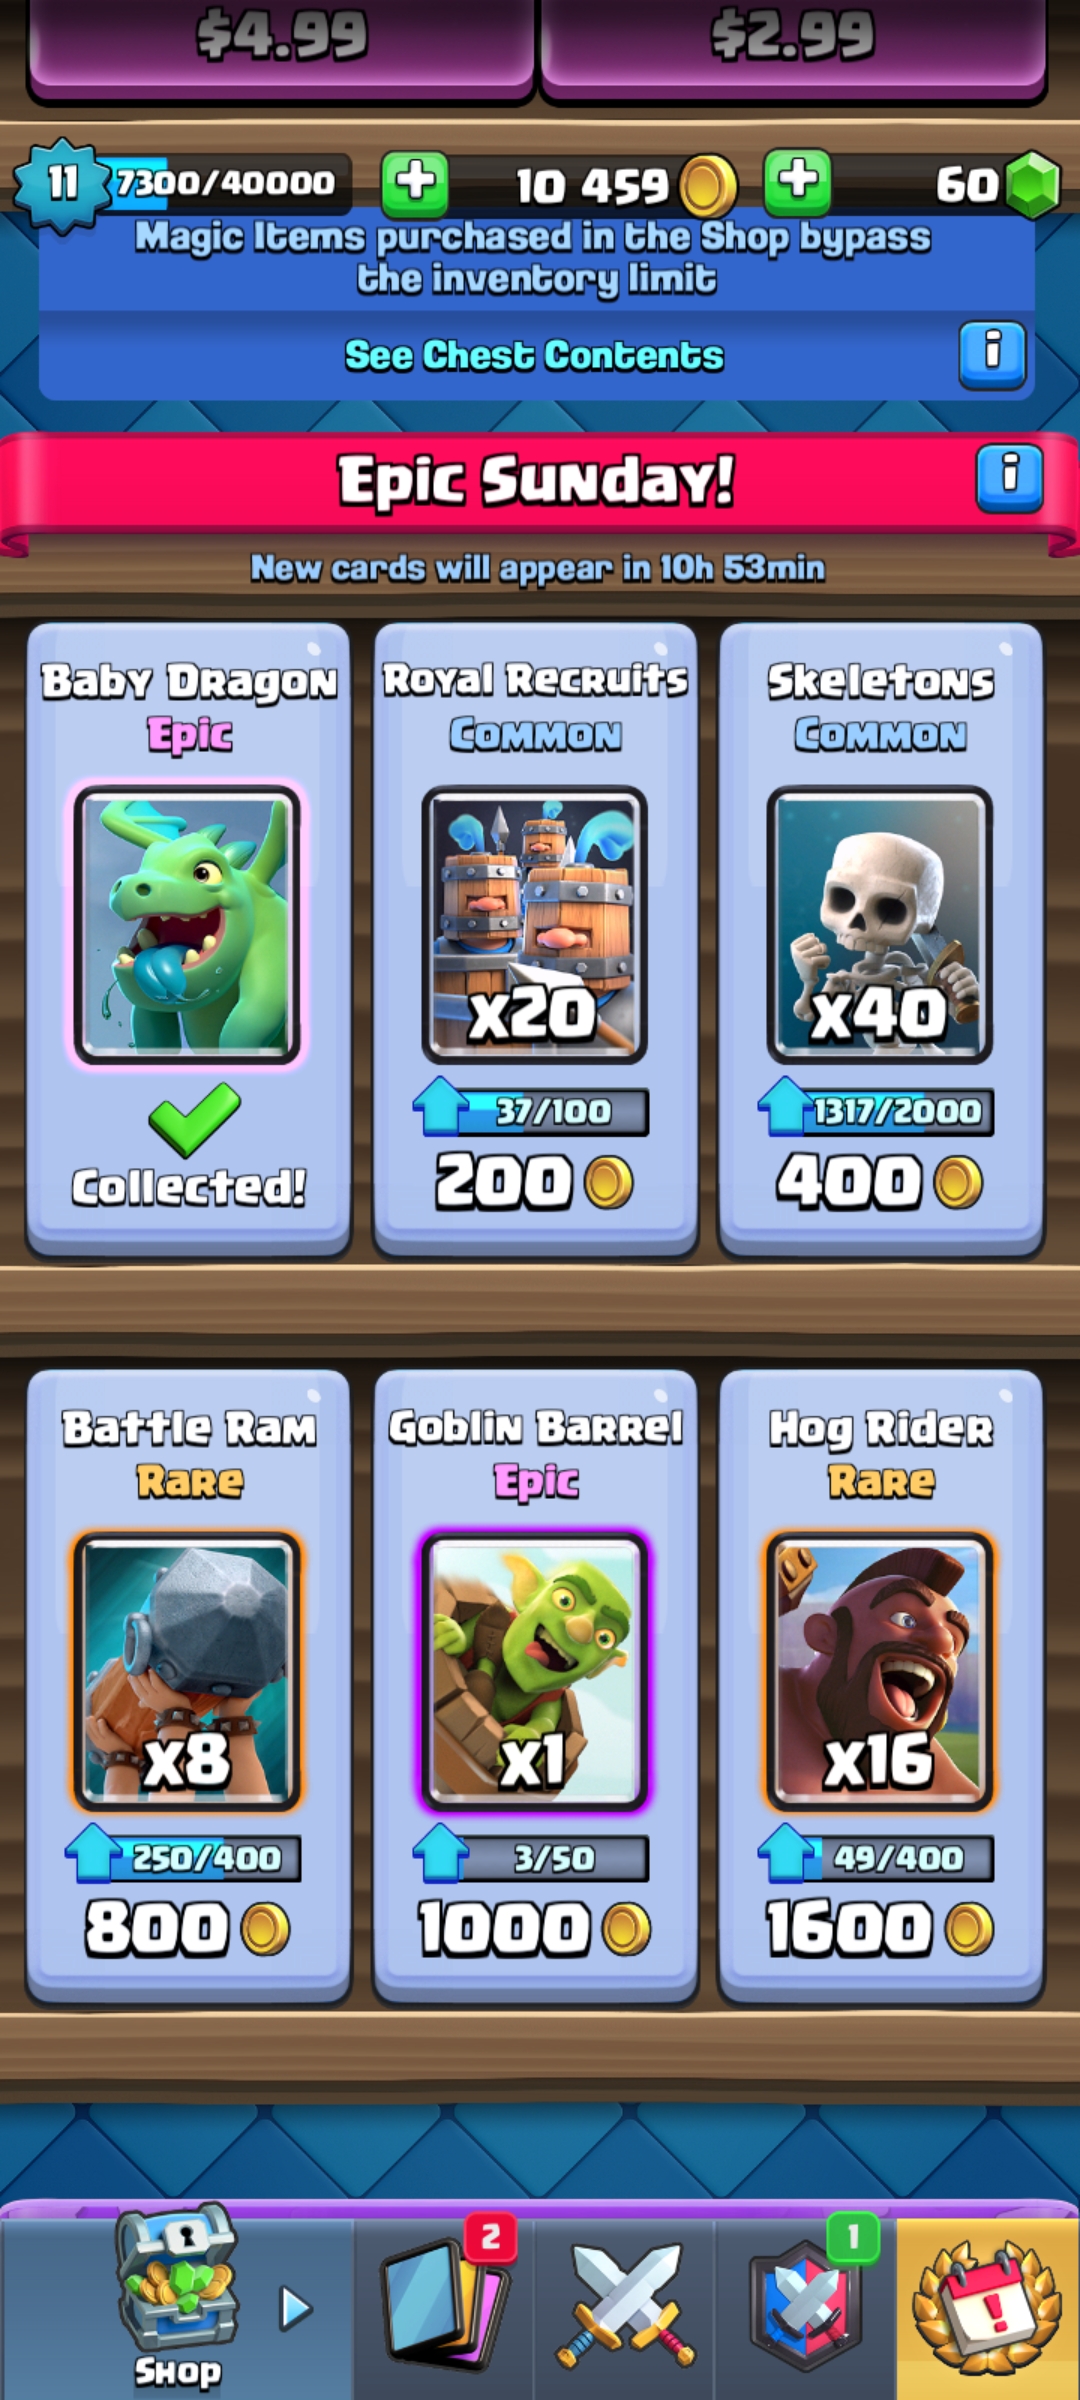 $4.99 $2.99
11 7300/40000 10 459 60
Magic Items purchased in the Shop bypass
the inventory limit
See Chest Contents i
Epic Sunday! i
New cards will appear in 10h 53min
Baby Dragon
Epic
Collected!
Royal Recruits
Common
x20
37/100
200
Skeletons
Common
x40
1317/2000
400
Battle Ram
Rare
x8
250/400
800
Goblin Barrel
Epic
x1
3/50
1000
Hog Rider
Rare
x16
49/400
1600
2 1
!
Shop